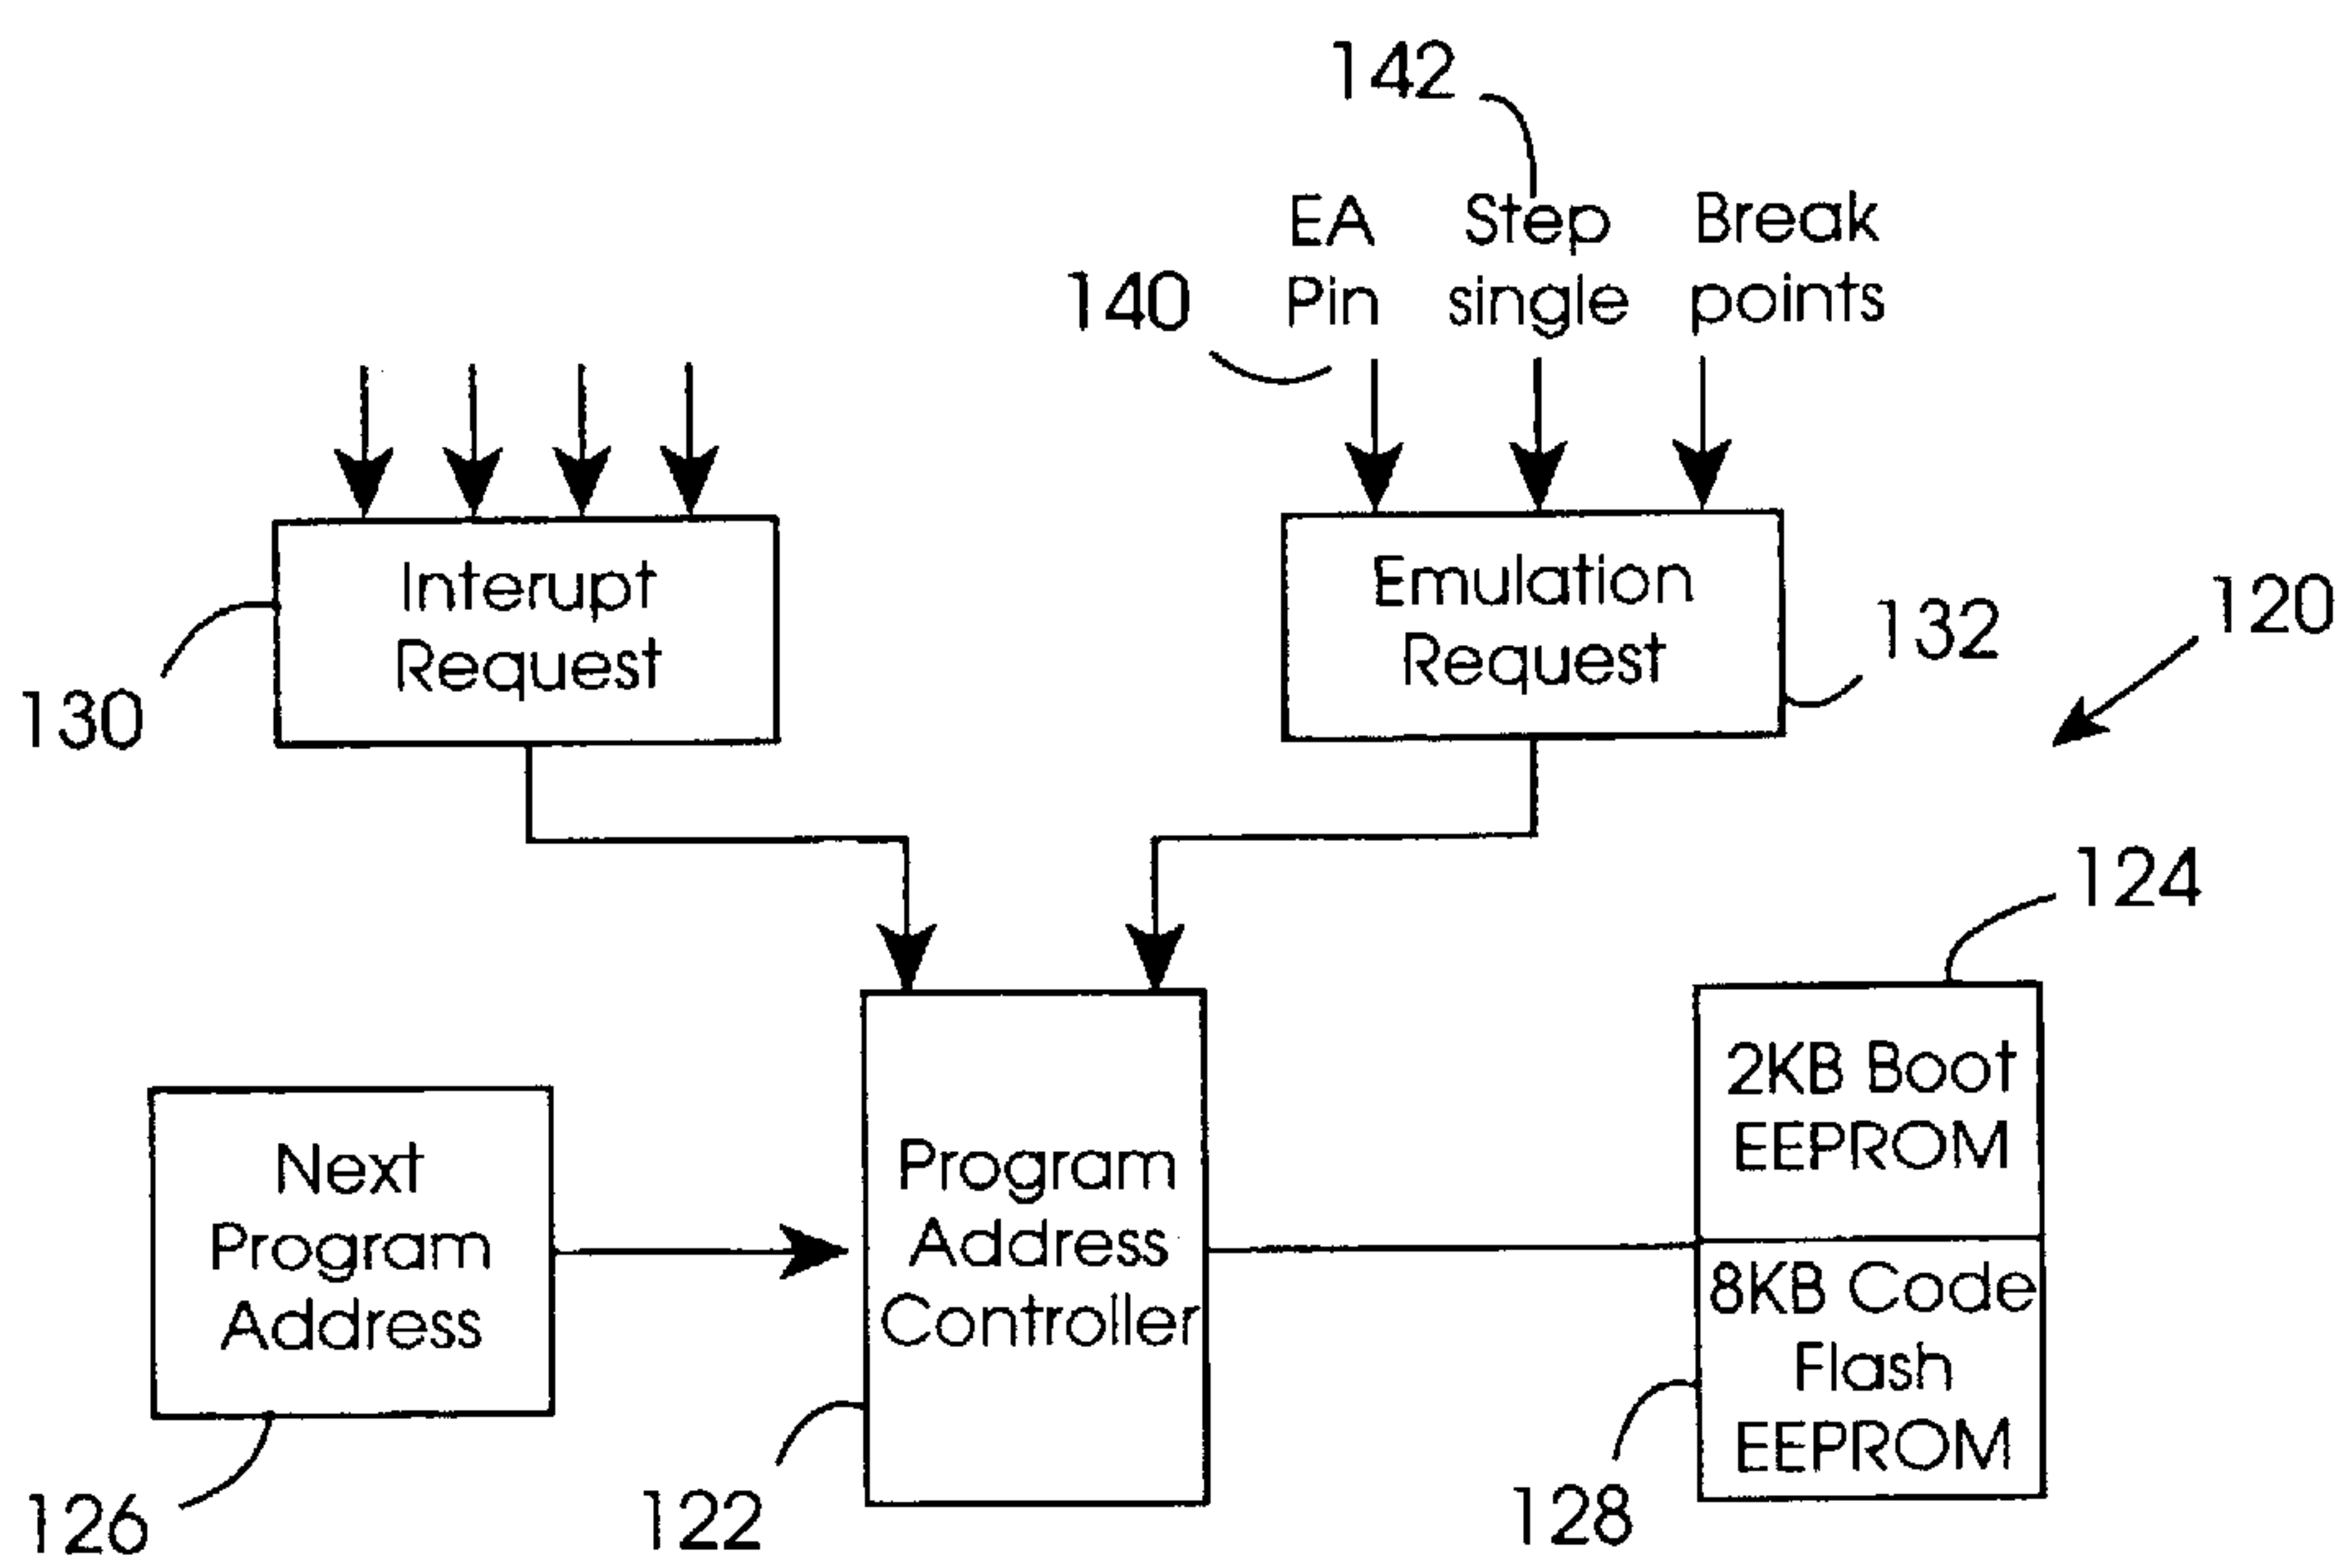 142
EA Step Break
140 Pin single points
Interupt
Request
130
Emulation
Request
132
120
124
Next
Program
Address
126
Program
Address
Controller
122
2KB Boot
EEPROM
8KB Code
Flash
EEPROM
128